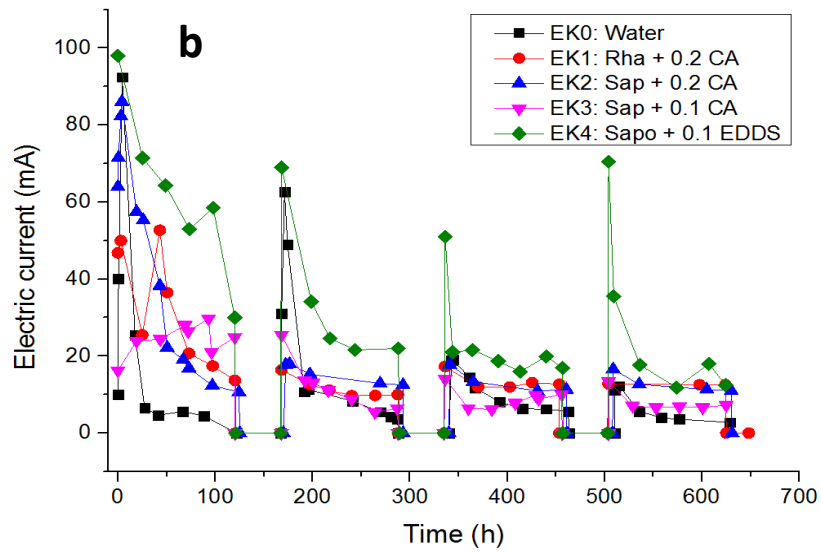 b
EK0: Water
EK1: Rha + 0.2 CA
EK2: Sap + 0.2 CA
EK3: Sap + 0.1 CA
EK4: Sapo + 0.1 EDDS
Electric current (mA)
100
80
60
40
20
0
0 100 200 300 400 500 600 700
Time (h)